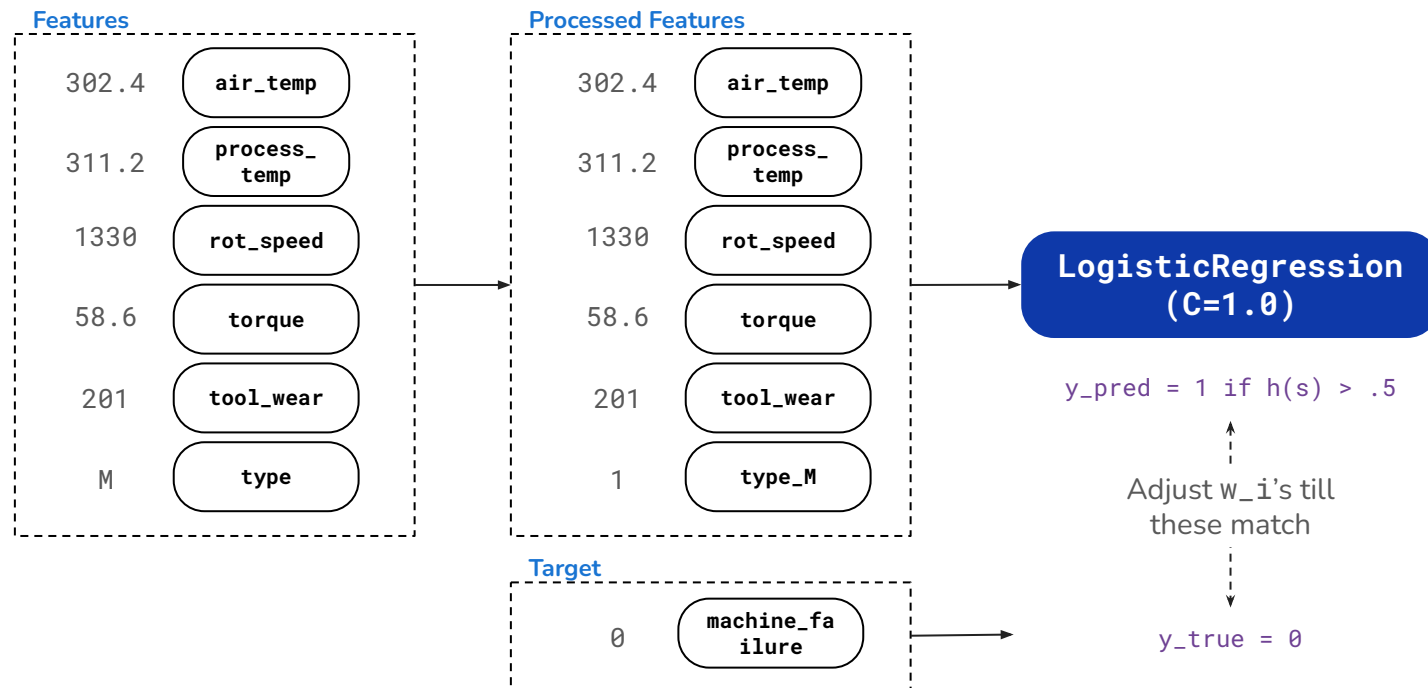 Features
302.4 air_temp
311.2 process_
temp
1330 rot_speed
58.6 torque
201 tool_wear
M type
Processed Features
302.4 air_temp
311.2 process_
temp
1330 rot_speed
58.6 torque
201 tool_wear
1 type_M
LogisticRegression
(C=1.0)
y_pred = 1 if h(s) > .5
Adjust w_i's till
these match
y_true = 0
Target
0 machine_fa
ilure